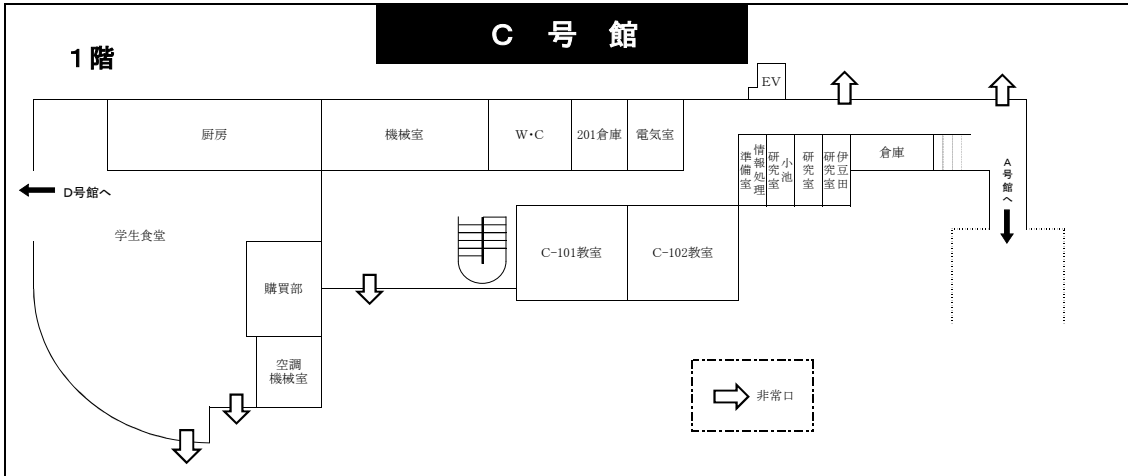 C 号 館
1階
EV
厨房
機械室
W・C
201倉庫
電気室
情報処理
準備室
小池
研究室
研究室
伊豆田
研究室
倉庫
A号館へ
D号館へ
学生食堂
C-101教室
C-102教室
購買部
空調
機械室
非常口